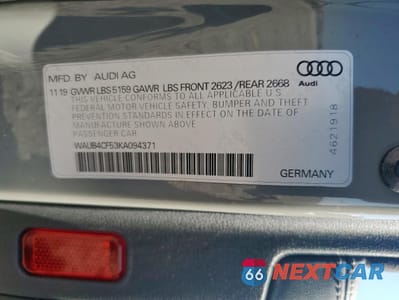 MFD. BY AUDI AG
11 19 GVWR LBS 5159 GAWR LBS FRONT 2623 /REAR 2668
THIS VEHICLE CONFORMS TO ALL APPLICABLE U.S.
FEDERAL MOTOR VEHICLE SAFETY, BUMPER AND THEFT
PREVENTION STANDARDS IN EFFECT ON THE DATE OF
MANUFACTURE SHOWN ABOVE
PASSENGER CAR
WAUB4CF53KA094371
Audi
4621918
GERMANY
66 NEXTCAR